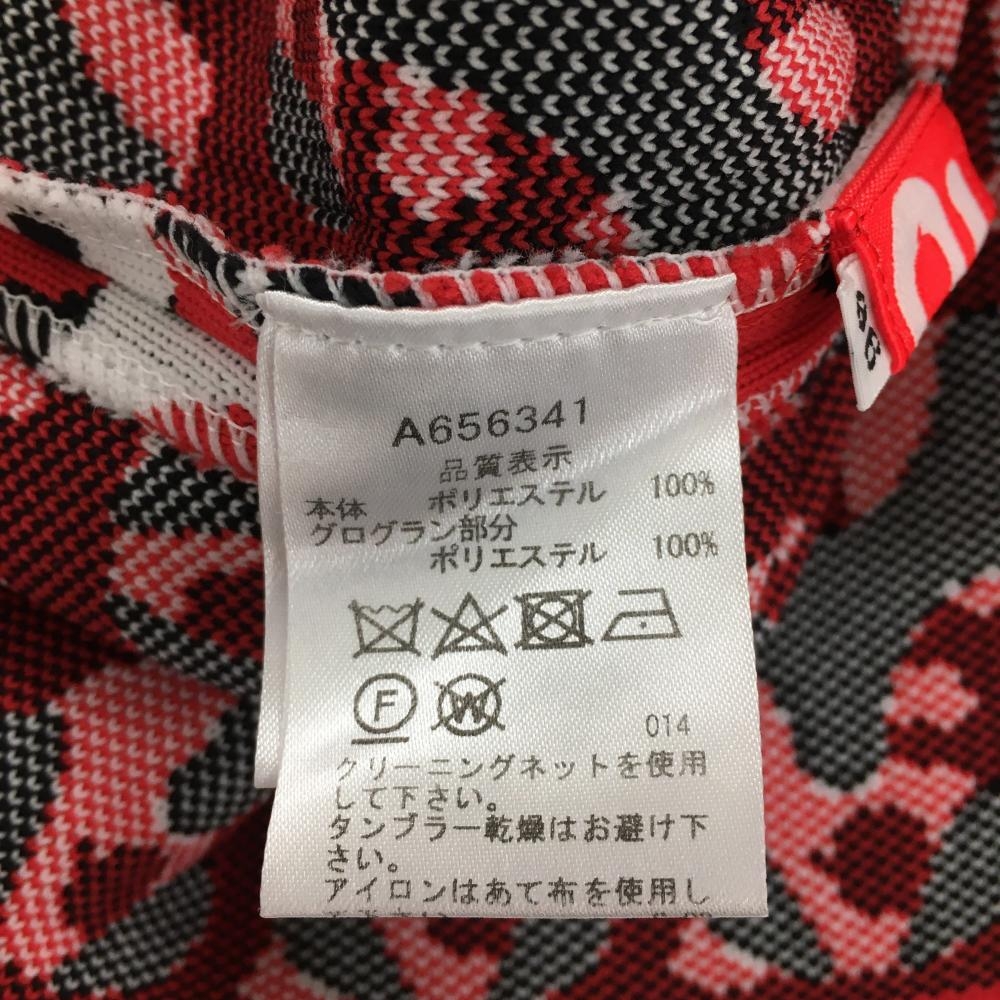 A656341
品質表示
本体 ポリエステル 100%
グログラン部分
ポリエステル 100%
F W
014
クリーニングネットを使用
して下さい。
タンブラー乾燥はお避け下
さい。
アイロンはあて布を使用し